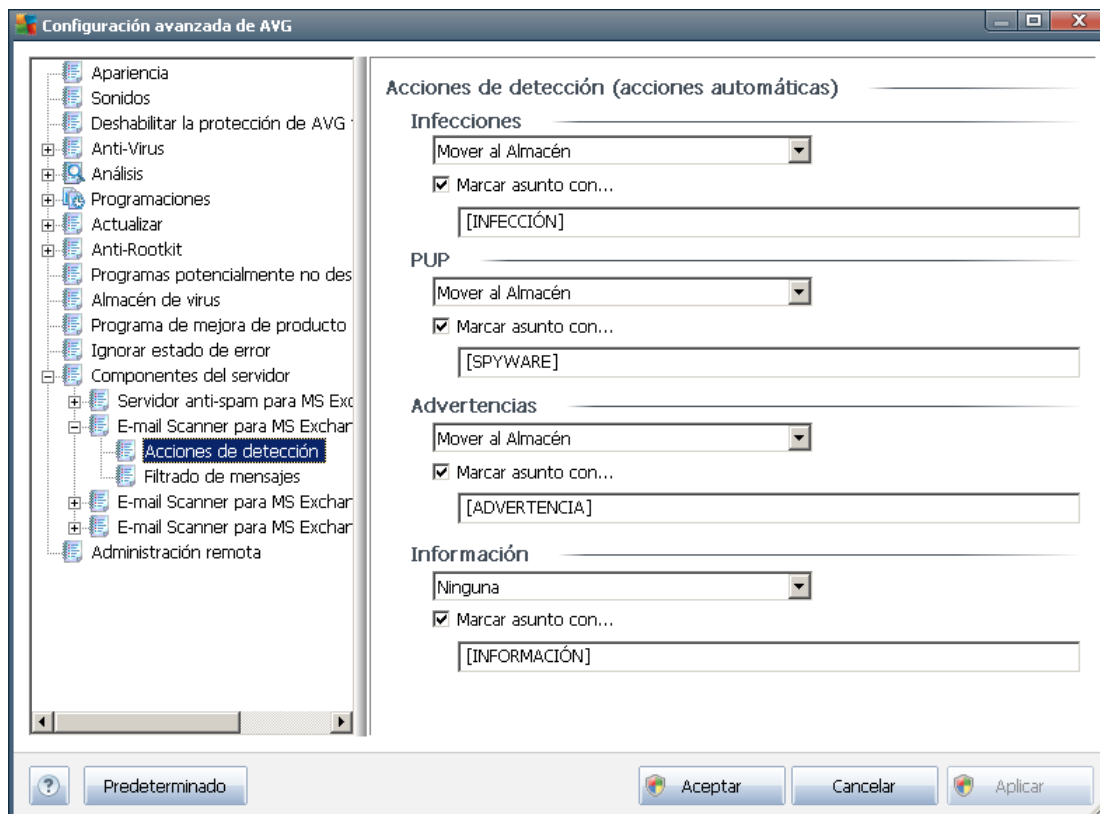 Configuración avanzada de AVG
Apariencia
Sonidos
Deshabilitar la protección de AVG
Anti-Virus
Análisis
Programaciones
Actualizar
Anti-Rootkit
Programas potencialmente no des
Almacén de virus
Programa de mejora de producto
Ignorar estado de error
Componentes del servidor
Servidor anti-spam para MS Exc
E-mail Scanner para MS Exchar
Acciones de detección
Filtrado de mensajes
E-mail Scanner para MS Exchar
E-mail Scanner para MS Exchar
Administración remota
Acciones de detección (acciones automáticas)
Infecciones
Mover al Almacén
Marcar asunto con...
[INFECCIÓN]
PUP
Mover al Almacén
Marcar asunto con...
[SPYWARE]
Advertencias
Mover al Almacén
Marcar asunto con...
[ADVERTENCIA]
Información
Ninguna
Marcar asunto con...
[INFORMACIÓN]
? Predeterminado Aceptar Cancelar Aplicar